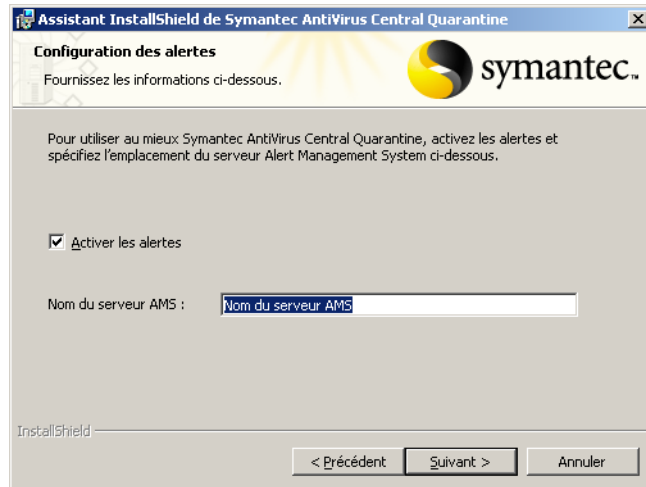 Assistant InstallShield de Symantec AntiVirus Central Quarantine
Configuration des alertes
Fournissez les informations ci-dessous.
symantec™
Pour utiliser au mieux Symantec AntiVirus Central Quarantine, activez les alertes et
spécifiez l'emplacement du serveur Alert Management System ci-dessous.
Activer les alertes
Nom du serveur AMS : Nom du serveur AMS
InstallShield
< Précédent Suivant > Annuler